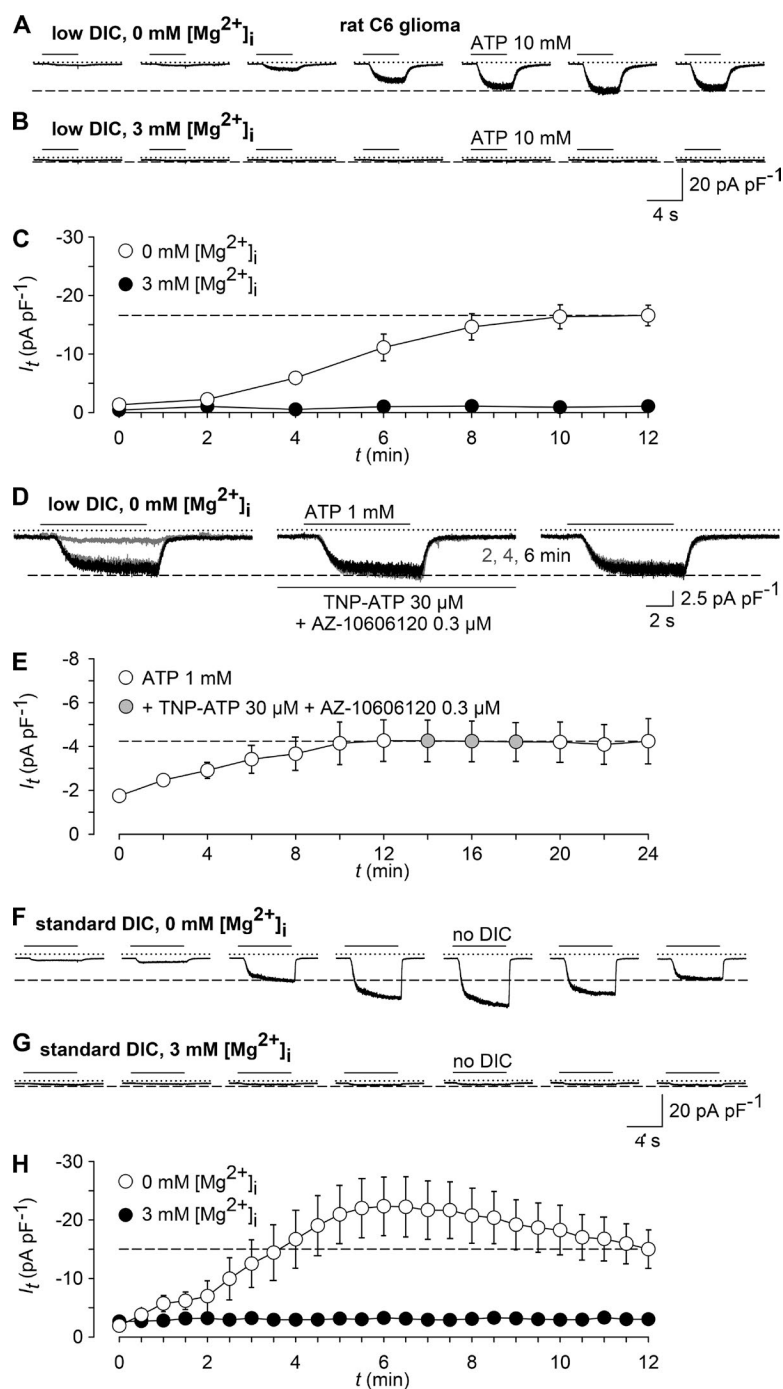 A
low DIC, 0 mM [Mg2+]i
rat C6 glioma
ATP 10 mM
B
low DIC, 3 mM [Mg2+]i
ATP 10 mM
20 pA pF-1
4 s
C
-30
-20
-10
0
It (pA pF-1)
0 mM [Mg2+]i
3 mM [Mg2+]i
0 2 4 6 8 10 12
t (min)
D
low DIC, 0 mM [Mg2+]i
ATP 1 mM
2, 4, 6 min
2.5 pA pF-1
2 s
TNP-ATP 30 µM
+ AZ-10606120 0.3 µM
E
-8
-6
-4
-2
0
It (pA pF-1)
ATP 1 mM
+ TNP-ATP 30 µM + AZ-10606120 0.3 µM
0 4 8 12 16 20 24
t (min)
F
standard DIC, 0 mM [Mg2+]i
no DIC
G
standard DIC, 3 mM [Mg2+]i
no DIC
20 pA pF-1
4 s
H
-30
-20
-10
0
It (pA pF-1)
0 mM [Mg2+]i
3 mM [Mg2+]i
0 2 4 6 8 10 12
t (min)